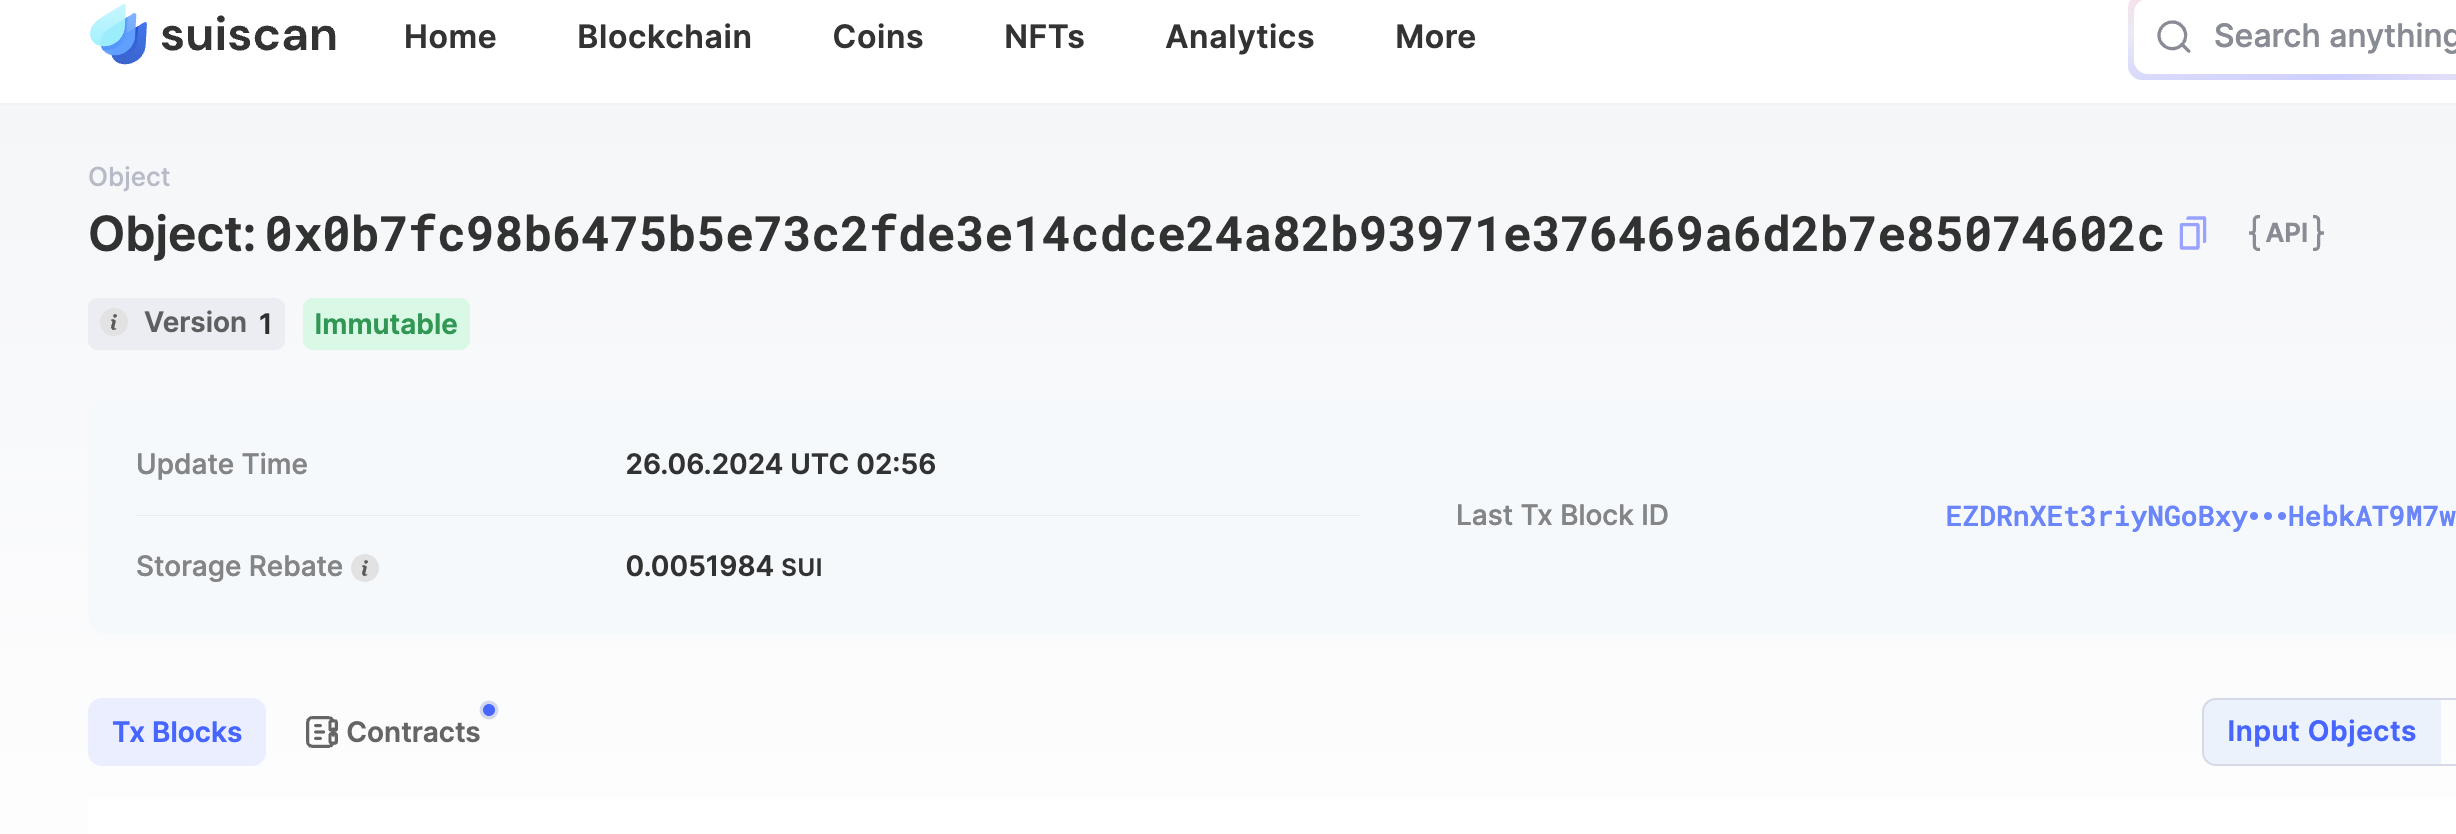 suiscan Home Blockchain Coins NFTs Analytics More Search anything
Object
Object: 0x0b7fc98b6475b5e73c2fde3e14cdce24a82b93971e376469a6d2b7e85074602c {API}
i Version 1 Immutable
Update Time 26.06.2024 UTC 02:56
Last Tx Block ID EZDRnXEt3riyNGoBxy•••HebkAT9M7w
Storage Rebate i 0.0051984 SUI
Tx Blocks Contracts Input Objects